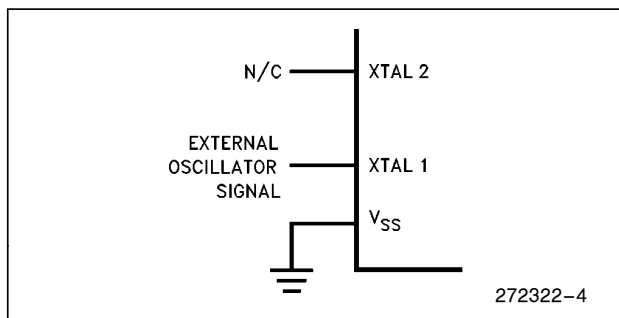 N/C XTAL 2
EXTERNAL
OSCILLATOR XTAL 1
SIGNAL
VSS
272322–4